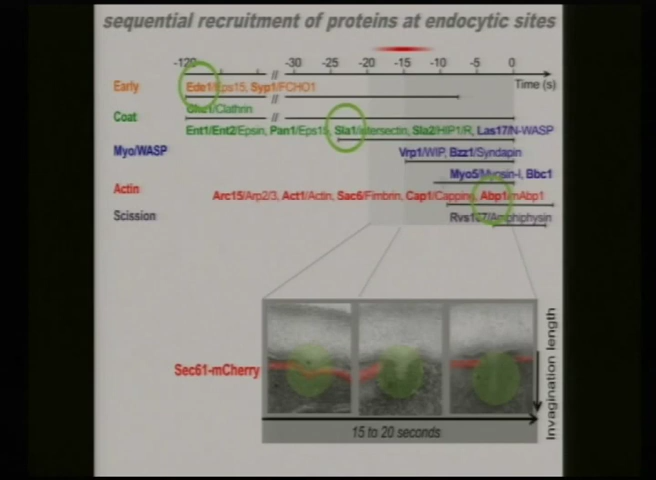 sequential recruitment of proteins at endocytic sites
-120 // -30 -25 -20 -15 -10 -5 0
Time (s)
Early Ede1/Eps15, Syp1/FCHO1
//
Coat Chc1/Clathrin //
Ent1/Ent2/Epsin, Pan1/Eps15, Sla1/Intersectin, Sla2/HIP1/R, Las17/N-WASP
Myo/WASP Vrp1/WIP, Bzz1/Syndapin
Myo5/Myosin-I, Bbc1
Actin Arc15/Arp2/3, Act1/Actin, Sac6/Fimbrin, Cap1/Capping, Abp1/mAbp1
Scission Rvs167/Amphiphysin
Sec61-mCherry
Invagination length
15 to 20 seconds